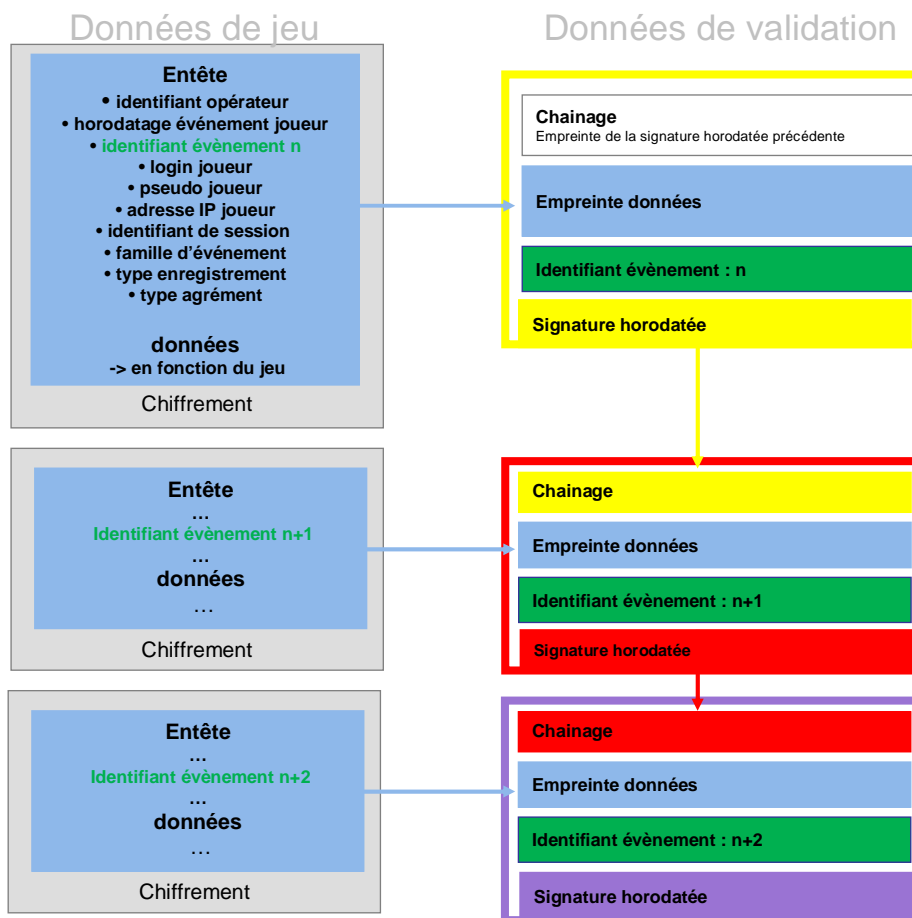 Données de jeu
Données de validation
Entête
• identifiant opérateur
• horodatage événement joueur
• identifiant évènement n
• login joueur
• pseudo joueur
• adresse IP joueur
• identifiant de session
• famille d'événement
• type enregistrement
• type agrément
données
-> en fonction du jeu
Chiffrement
Chainage
Empreinte de la signature horodatée précédente
Empreinte données
Identifiant évènement : n
Signature horodatée
Entête
...
Identifiant évènement n+1
...
données
...
Chiffrement
Chainage
Empreinte données
Identifiant évènement : n+1
Signature horodatée
Entête
...
Identifiant évènement n+2
...
données
...
Chiffrement
Chainage
Empreinte données
Identifiant évènement : n+2
Signature horodatée